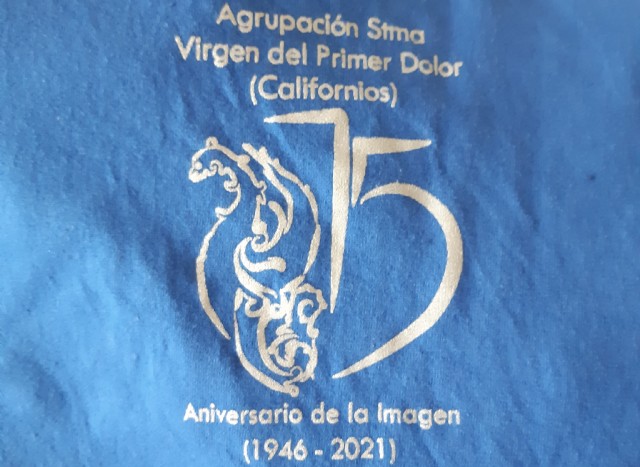 Agrupación Stma
Virgen del Primer Dolor
(Californios)
75
Aniversario de la Imagen
(1946 - 2021)